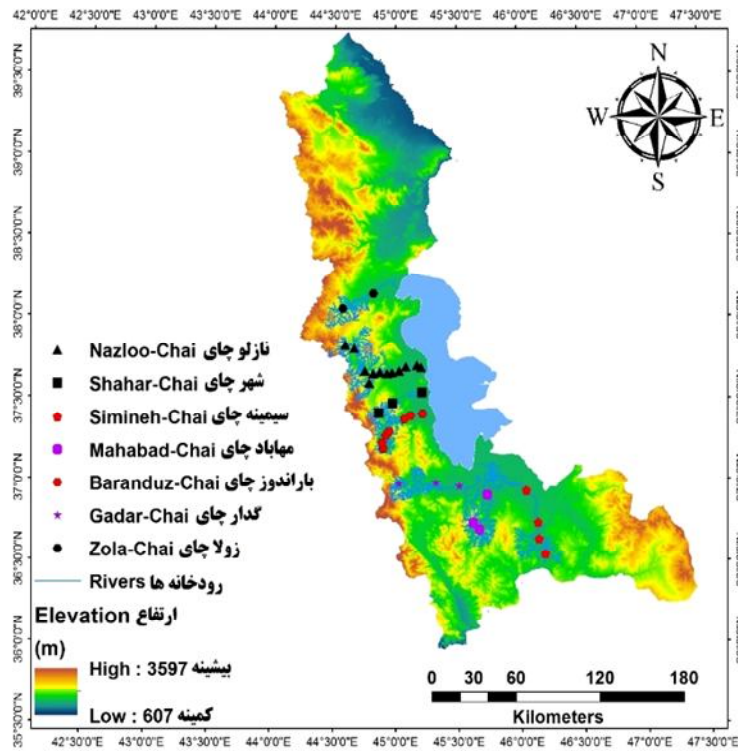 42°0'0"E 42°30'0"E 43°0'0"E 43°30'0"E 44°0'0"E 44°30'0"E 45°0'0"E 45°30'0"E 46°0'0"E 46°30'0"E 47°0'0"E 47°30'0"E
N
W E
S
39°30'0"N
39°0'0"N
38°30'0"N
38°0'0"N
37°30'0"N
37°0'0"N
36°30'0"N
36°0'0"N
35°30'0"N
Nazloo-Chai نازلو چای
Shahar-Chai شهر چای
Simineh-Chai سیمینه چای
Mahabad-Chai مهاباد چای
Baranduz-Chai باراندوز چای
Gadar-Chai گدار چای
Zola-Chai زولا چای
Rivers رودخانه ها
Elevation ارتفاع
(m)
High : 3597 بیشینه
Low : 607 کمینه
0 20 40 80 120 180
Kilometers
42°30'0"E 43°0'0"E 43°30'0"E 44°0'0"E 44°30'0"E 45°0'0"E 45°30'0"E 46°0'0"E 46°30'0"E 47°0'0"E 47°30'0"E